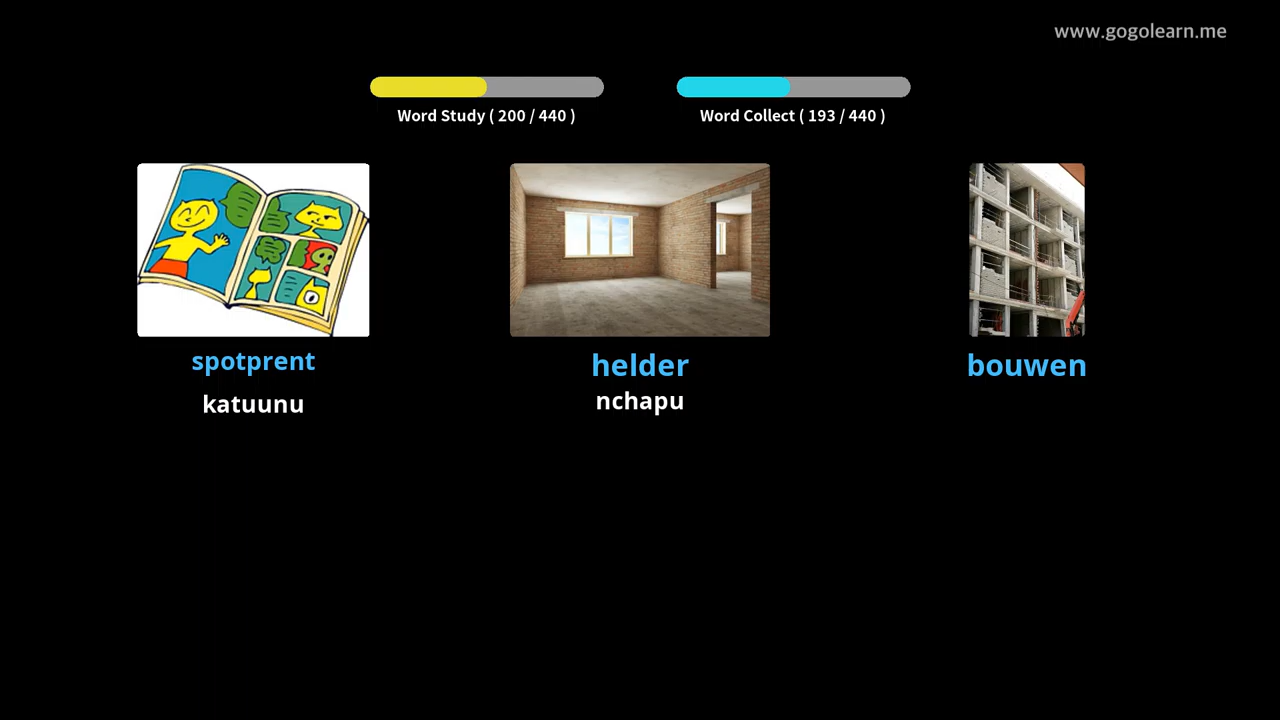 www.gogolearn.me
Word Study ( 200 / 440 )
Word Collect ( 193 / 440 )
spotprent
katuunu
helder
nchapu
bouwen